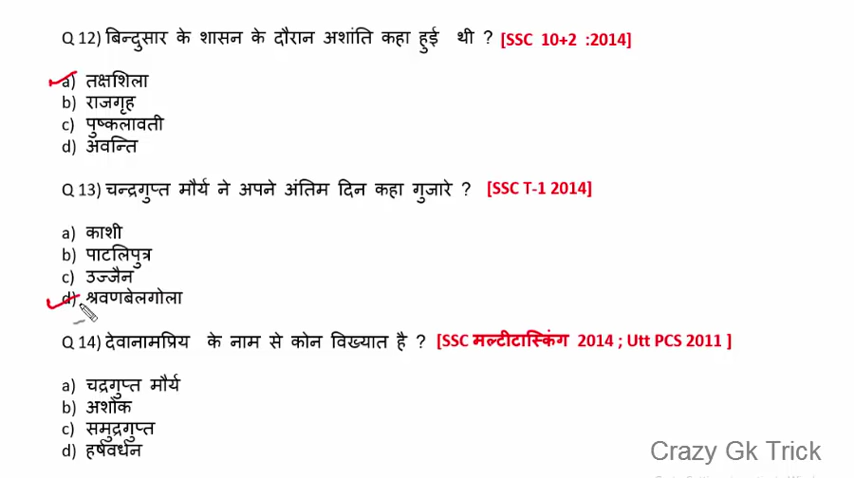 Q 12) बिन्दुसार के शासन के दौरान अशांति कहा हुई थी ? [SSC 10+2 :2014]
a) तक्षशिला
b) राजगृह
c) पुष्कलावती
d) अवन्ति
Q 13) चन्द्रगुप्त मौर्य ने अपने अंतिम दिन कहा गुजारे ? [SSC T-1 2014]
a) काशी
b) पाटलिपुत्र
c) उज्जैन
d) श्रवणबेलगोला
Q 14) देवानामप्रिय के नाम से कोन विख्यात है ? [SSC मल्टीटास्किंग 2014 ; Utt PCS 2011 ]
a) चद्रगुप्त मौर्य
b) अशोक
c) समुद्रगुप्त
d) हर्षवर्धन
Crazy Gk Trick